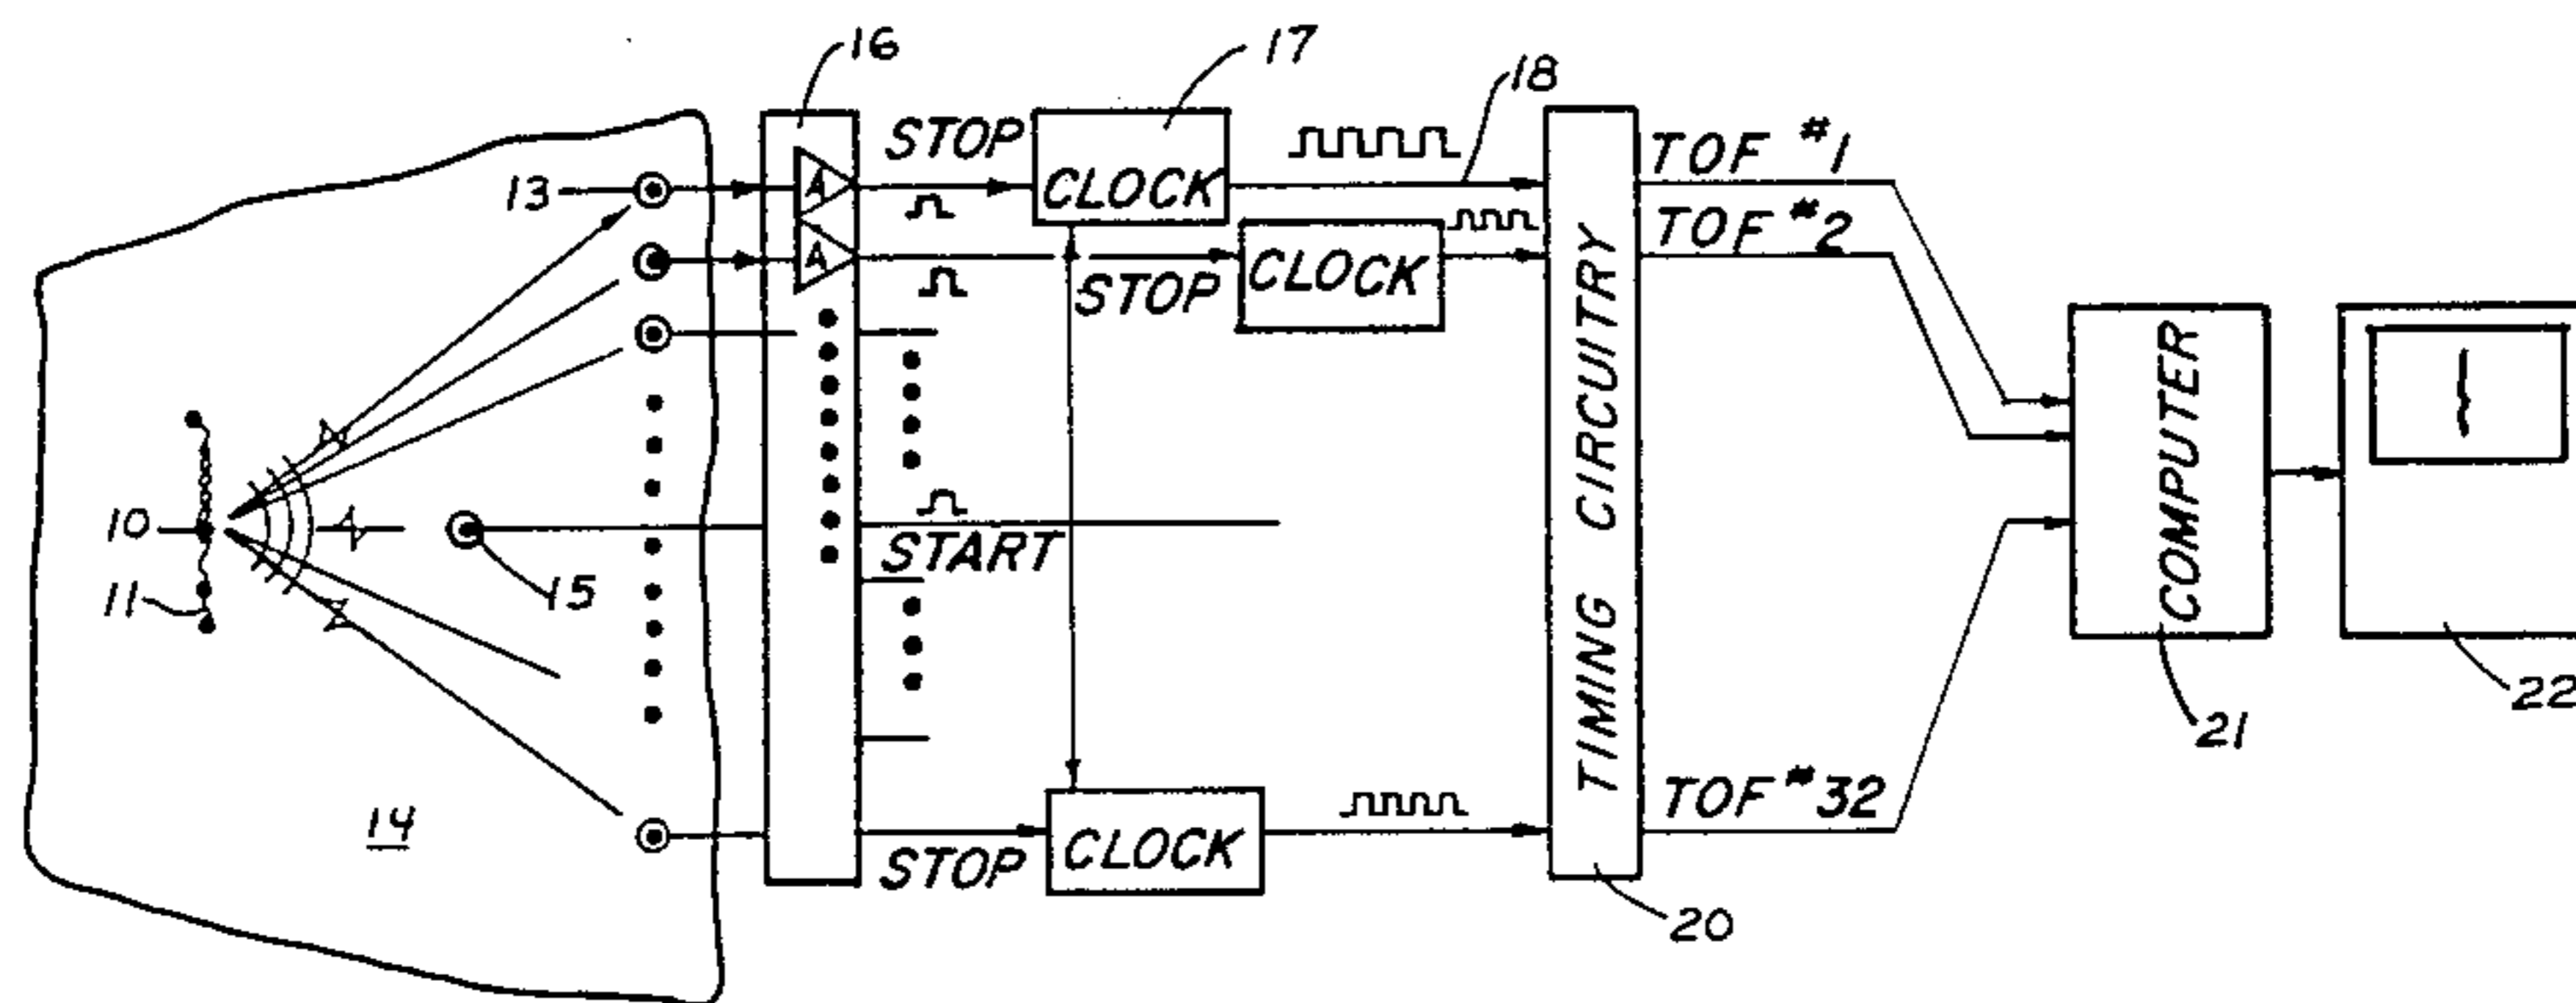 16
17
18
STOP
CLOCK
TOF #1
13
A
TOF #2
A
STOP
CLOCK
TIMING CIRCUITRY
COMPUTER
10
START
11
15
22
21
14
STOP
CLOCK
TOF #32
20